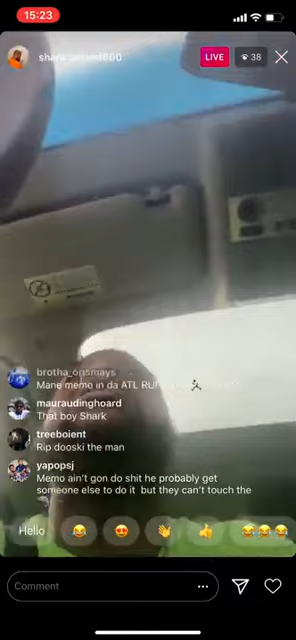 15:23
LIVE
38
brotha_onsmays
Mane memo in da ATL
mauraudinghoard
That boy Shark
treeboient
Rip dooski the man
yapopsj
Memo ain't gon do shit he probably get
someone else to do it but they can't touch the
Hello
Comment